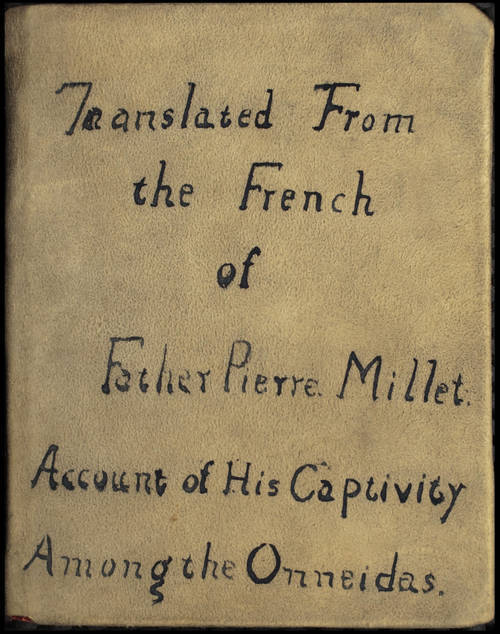 Translated From
the French
of
Father Pierre Millet.
Account of His Captivity
Among the Onneidas.